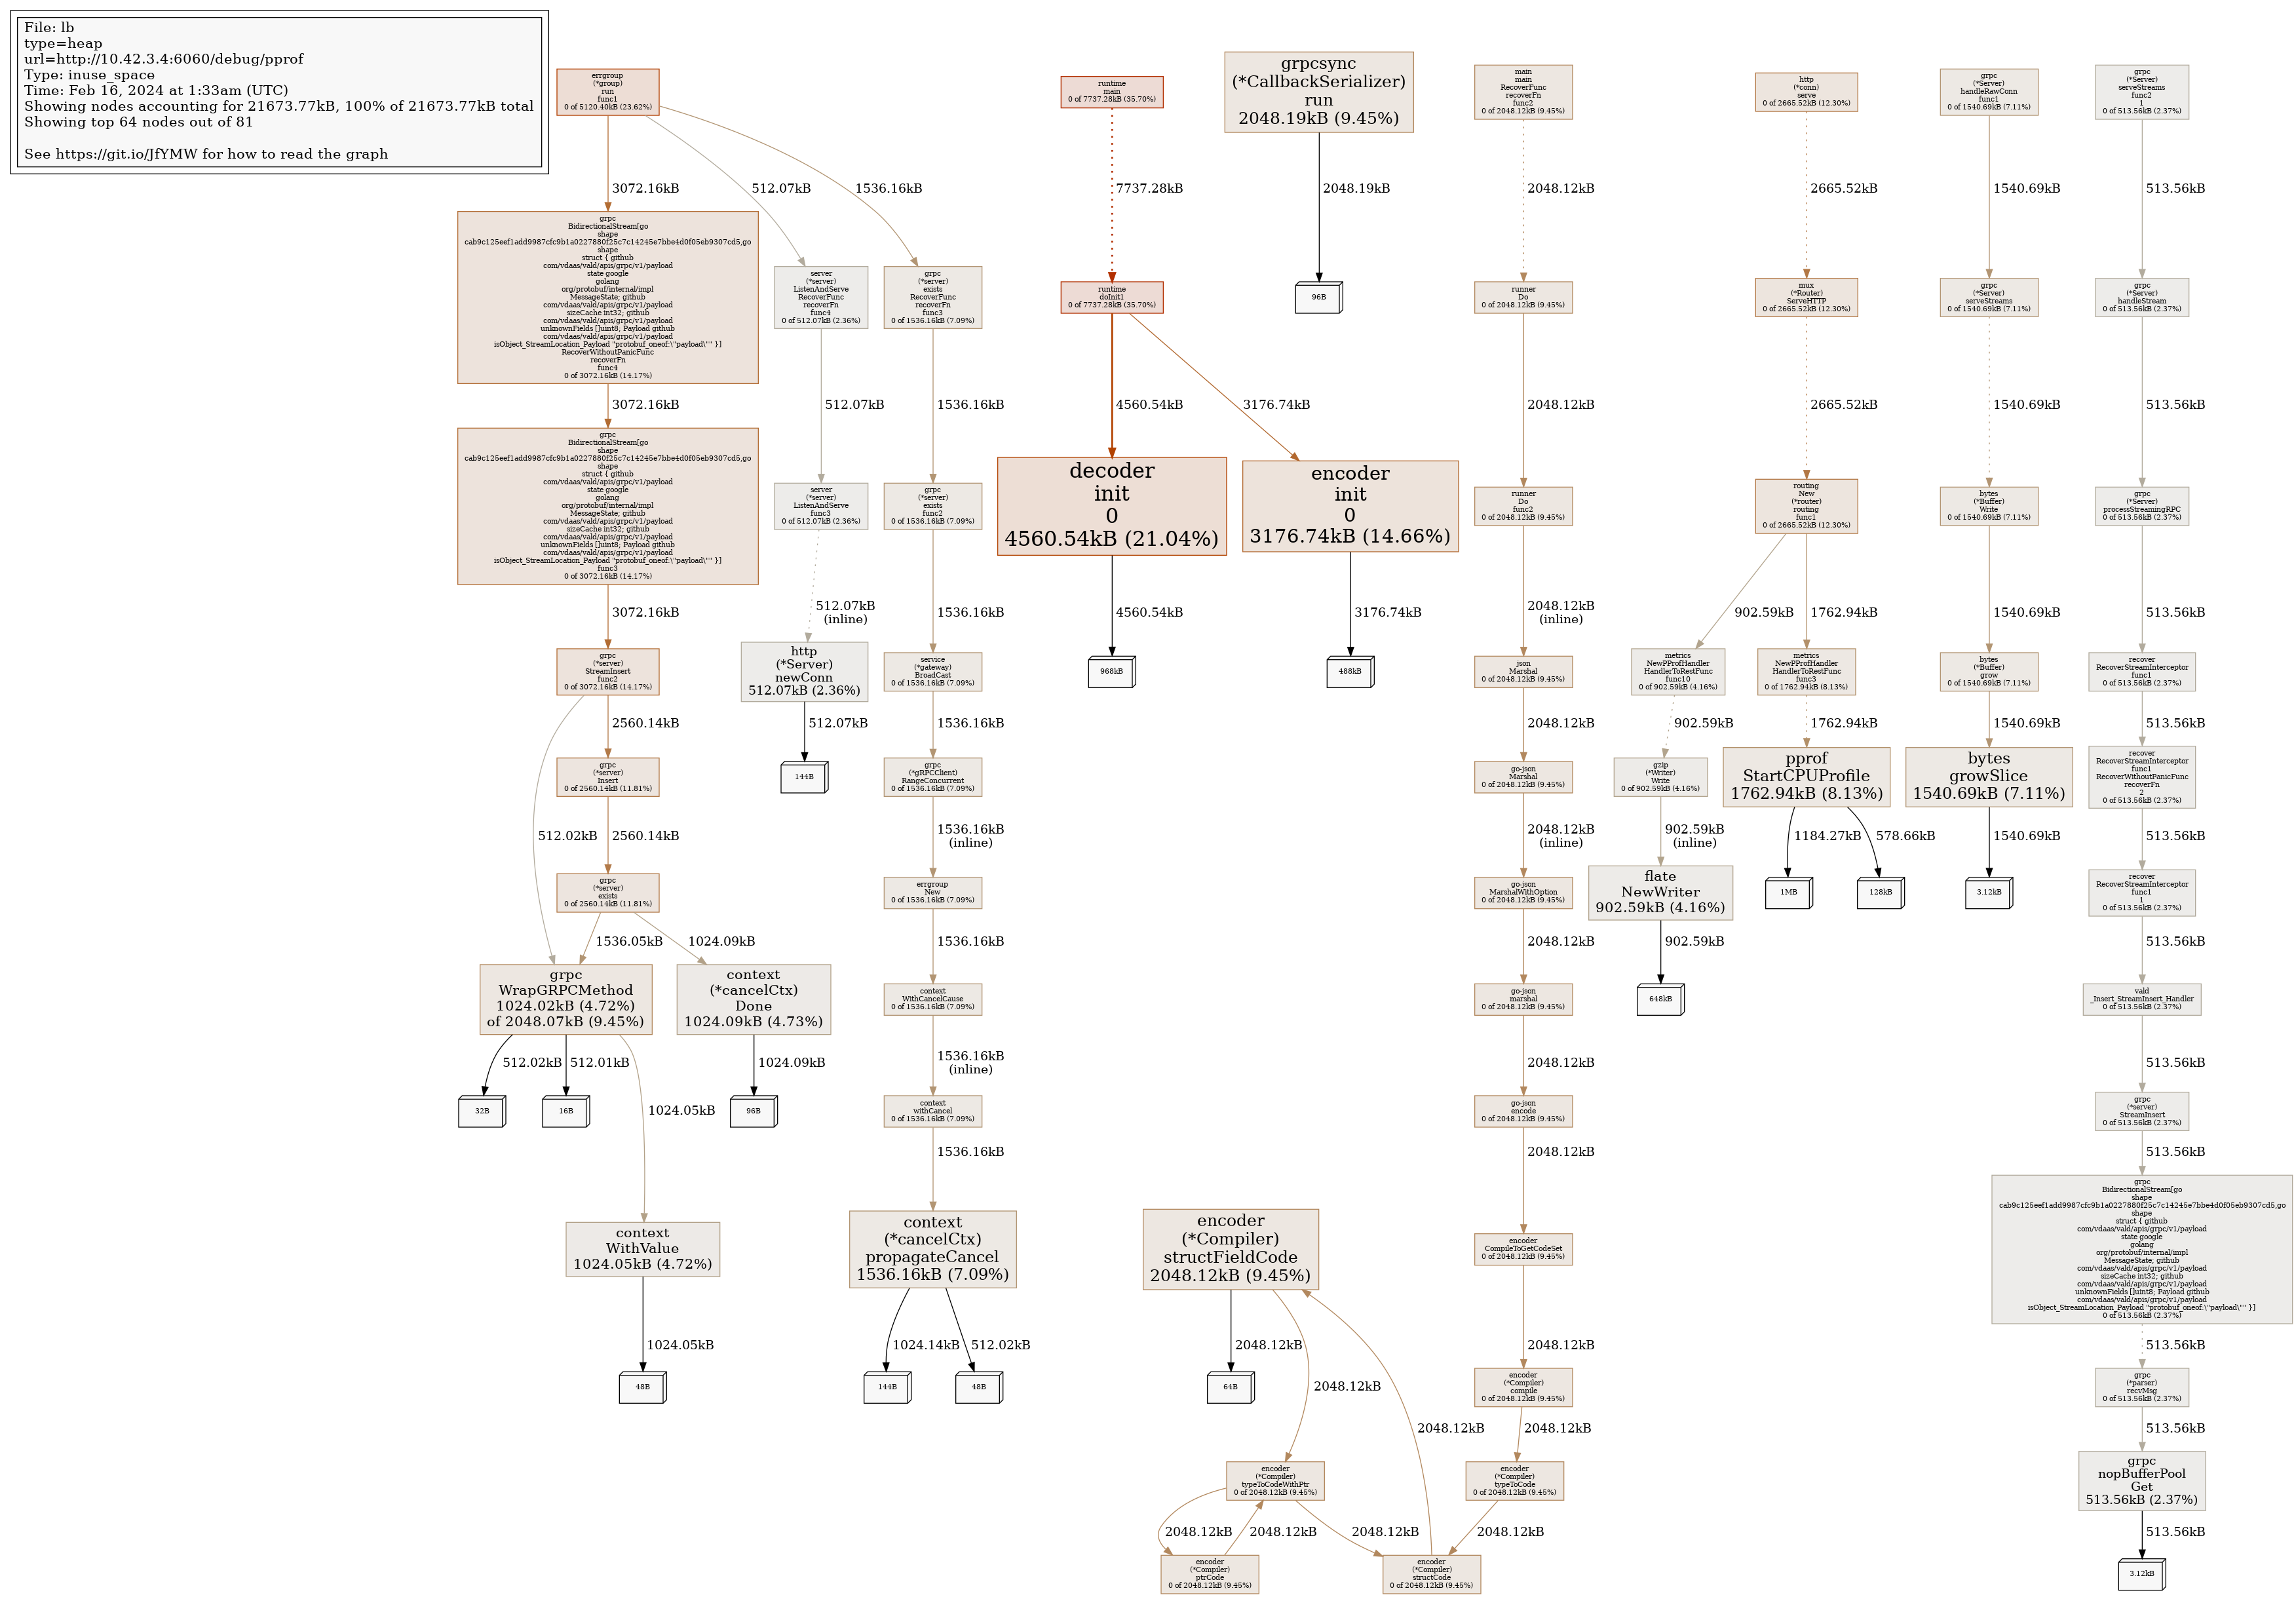 File: lb
type=heap
url=http://10.42.3.4:6060/debug/pprof
Type: inuse_space
Time: Feb 16, 2024 at 1:33am (UTC)
Showing nodes accounting for 21673.77kB, 100% of 21673.77kB total
Showing top 64 nodes out of 81
See https://git.io/JfYMW for how to read the graph
errgroup
(*group)
run
func1
0 of 5120.40kB (23.62%)
3072.16kB
512.07kB
1536.16kB
grpc
BidirectionalStream[go
shape
cab9c125eef1add9987cfc9b1a0227880f25c7c14245e7bbe4d0f05eb9307cd5,go
shape
struct { github
com/vdaas/vald/apis/grpc/v1/payload
state google
golang
org/protobuf/internal/impl
MessageState; github
com/vdaas/vald/apis/grpc/v1/payload
sizeCache int32; github
com/vdaas/vald/apis/grpc/v1/payload
unknownFields []uint8; Payload github
com/vdaas/vald/apis/grpc/v1/payload
isObject_StreamLocation_Payload "protobuf_oneof:\"payload\"" }]
RecoverWithoutPanicFunc
recoverFn
func4
0 of 3072.16kB (14.17%)
3072.16kB
grpc
BidirectionalStream[go
shape
cab9c125eef1add9987cfc9b1a0227880f25c7c14245e7bbe4d0f05eb9307cd5,go
shape
struct { github
com/vdaas/vald/apis/grpc/v1/payload
state google
golang
org/protobuf/internal/impl
MessageState; github
com/vdaas/vald/apis/grpc/v1/payload
sizeCache int32; github
com/vdaas/vald/apis/grpc/v1/payload
unknownFields []uint8; Payload github
com/vdaas/vald/apis/grpc/v1/payload
isObject_StreamLocation_Payload "protobuf_oneof:\"payload\"" }]
func3
0 of 3072.16kB (14.17%)
3072.16kB
grpc
(*server)
StreamInsert
func2
0 of 3072.16kB (14.17%)
2560.14kB
512.02kB
grpc
(*server)
Insert
0 of 2560.14kB (11.81%)
2560.14kB
grpc
(*server)
exists
0 of 2560.14kB (11.81%)
1536.05kB
1024.09kB
grpc
WrapGRPCMethod
1024.02kB (4.72%)
of 2048.07kB (9.45%)
512.02kB
512.01kB
1024.05kB
32B
16B
context
(*cancelCtx)
Done
1024.09kB (4.73%)
1024.09kB
96B
context
WithValue
1024.05kB (4.72%)
1024.05kB
48B
server
(*server)
ListenAndServe
RecoverFunc
recoverFn
func4
0 of 512.07kB (2.36%)
512.07kB
server
(*server)
ListenAndServe
func3
0 of 512.07kB (2.36%)
512.07kB
(inline)
http
(*Server)
newConn
512.07kB (2.36%)
512.07kB
144B
grpc
(*server)
exists
RecoverFunc
recoverFn
func3
0 of 1536.16kB (7.09%)
1536.16kB
grpc
(*server)
exists
func2
0 of 1536.16kB (7.09%)
1536.16kB
service
(*gateway)
BroadCast
0 of 1536.16kB (7.09%)
1536.16kB
grpc
(*gRPCClient)
RangeConcurrent
0 of 1536.16kB (7.09%)
1536.16kB
(inline)
errgroup
New
0 of 1536.16kB (7.09%)
1536.16kB
context
WithCancelCause
0 of 1536.16kB (7.09%)
1536.16kB
(inline)
context
withCancel
0 of 1536.16kB (7.09%)
1536.16kB
context
(*cancelCtx)
propagateCancel
1536.16kB (7.09%)
1024.14kB
512.02kB
144B
48B
runtime
main
0 of 7737.28kB (35.70%)
7737.28kB
runtime
doInit1
0 of 7737.28kB (35.70%)
4560.54kB
3176.74kB
decoder
init
0
4560.54kB (21.04%)
4560.54kB
968kB
encoder
init
0
3176.74kB (14.66%)
3176.74kB
488kB
grpcsync
(*CallbackSerializer)
run
2048.19kB (9.45%)
2048.19kB
96B
main
main
RecoverFunc
recoverFn
func2
0 of 2048.12kB (9.45%)
2048.12kB
runner
Do
0 of 2048.12kB (9.45%)
2048.12kB
runner
Do
func2
0 of 2048.12kB (9.45%)
2048.12kB
(inline)
json
Marshal
0 of 2048.12kB (9.45%)
2048.12kB
go-json
Marshal
0 of 2048.12kB (9.45%)
2048.12kB
(inline)
go-json
MarshalWithOption
0 of 2048.12kB (9.45%)
2048.12kB
go-json
marshal
0 of 2048.12kB (9.45%)
2048.12kB
go-json
encode
0 of 2048.12kB (9.45%)
2048.12kB
encoder
CompileToGetCodeSet
0 of 2048.12kB (9.45%)
2048.12kB
encoder
(*Compiler)
compile
0 of 2048.12kB (9.45%)
2048.12kB
encoder
(*Compiler)
typeToCode
0 of 2048.12kB (9.45%)
2048.12kB
encoder
(*Compiler)
structFieldCode
2048.12kB (9.45%)
2048.12kB
64B
2048.12kB
2048.12kB
encoder
(*Compiler)
typeToCodeWithPtr
0 of 2048.12kB (9.45%)
2048.12kB
2048.12kB
2048.12kB
encoder
(*Compiler)
ptrCode
0 of 2048.12kB (9.45%)
encoder
(*Compiler)
structCode
0 of 2048.12kB (9.45%)
http
(*conn)
serve
0 of 2665.52kB (12.30%)
2665.52kB
mux
(*Router)
ServeHTTP
0 of 2665.52kB (12.30%)
2665.52kB
routing
New
(*router)
routing
func1
0 of 2665.52kB (12.30%)
902.59kB
1762.94kB
metrics
NewPProfHandler
HandlerToRestFunc
func10
0 of 902.59kB (4.16%)
902.59kB
gzip
(*Writer)
Write
0 of 902.59kB (4.16%)
902.59kB
(inline)
flate
NewWriter
902.59kB (4.16%)
902.59kB
648kB
metrics
NewPProfHandler
HandlerToRestFunc
func3
0 of 1762.94kB (8.13%)
1762.94kB
pprof
StartCPUProfile
1762.94kB (8.13%)
1184.27kB
578.66kB
1MB
128kB
grpc
(*Server)
handleRawConn
func1
0 of 1540.69kB (7.11%)
1540.69kB
grpc
(*Server)
serveStreams
0 of 1540.69kB (7.11%)
1540.69kB
bytes
(*Buffer)
Write
0 of 1540.69kB (7.11%)
1540.69kB
bytes
(*Buffer)
grow
0 of 1540.69kB (7.11%)
1540.69kB
bytes
growSlice
1540.69kB (7.11%)
1540.69kB
3.12kB
grpc
(*Server)
serveStreams
func2
1
0 of 513.56kB (2.37%)
513.56kB
grpc
(*Server)
handleStream
0 of 513.56kB (2.37%)
513.56kB
grpc
(*Server)
processStreamingRPC
0 of 513.56kB (2.37%)
513.56kB
recover
RecoverStreamInterceptor
func1
0 of 513.56kB (2.37%)
513.56kB
recover
RecoverStreamInterceptor
func1
RecoverWithoutPanicFunc
recoverFn
2
0 of 513.56kB (2.37%)
513.56kB
recover
RecoverStreamInterceptor
func1
1
0 of 513.56kB (2.37%)
513.56kB
vald
_Insert_StreamInsert_Handler
0 of 513.56kB (2.37%)
513.56kB
grpc
(*server)
StreamInsert
0 of 513.56kB (2.37%)
513.56kB
grpc
BidirectionalStream[go
shape
cab9c125eef1add9987cfc9b1a0227880f25c7c14245e7bbe4d0f05eb9307cd5,go
shape
struct { github
com/vdaas/vald/apis/grpc/v1/payload
state google
golang
org/protobuf/internal/impl
MessageState; github
com/vdaas/vald/apis/grpc/v1/payload
sizeCache int32; github
com/vdaas/vald/apis/grpc/v1/payload
unknownFields []uint8; Payload github
com/vdaas/vald/apis/grpc/v1/payload
isObject_StreamLocation_Payload "protobuf_oneof:\"payload\"" }]
0 of 513.56kB (2.37%)
513.56kB
grpc
(*parser)
recvMsg
0 of 513.56kB (2.37%)
513.56kB
grpc
nopBufferPool
Get
513.56kB (2.37%)
513.56kB
3.12kB